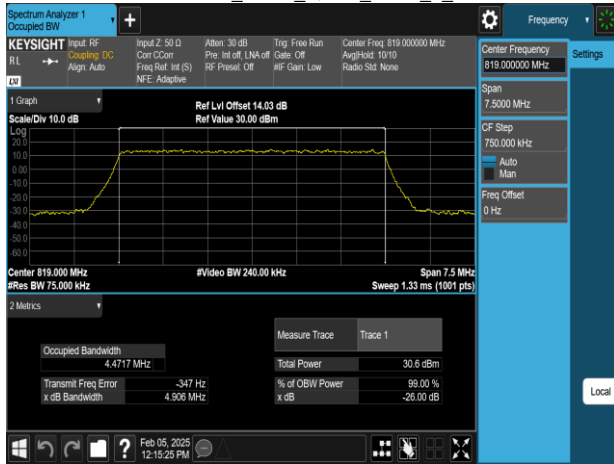 Spectrum Analyzer 1
Occupied BW
Frequency
KEYSIGHT
Input: RF
Coupling: DC
Align: Auto
Input Z: 50 Ω
Corr CCorr
Freq Ref: Int (S)
NFE: Adaptive
Atten: 30 dB
Pre: Int off, LNA off
RF Preset: Off
Trig: Free Run
Gate: Off
#IF Gain: Low
Center Freq: 819.000000 MHz
Avg|Hold: 10/10
Radio Std: None
R L
LXI
Center Frequency
819.000000 MHz
Settings
Span
7.5000 MHz
CF Step
750.000 kHz
Auto
Man
Freq Offset
0 Hz
Local
1 Graph
Scale/Div 10.0 dB
Ref Lvl Offset 14.03 dB
Ref Value 30.00 dBm
Log
20.0
10.0
0.00
-10.0
-20.0
-30.0
-40.0
-50.0
-60.0
Center 819.000 MHz
#Res BW 75.000 kHz
#Video BW 240.00 kHz
Span 7.5 MHz
Sweep 1.33 ms (1001 pts)
2 Metrics
Measure Trace Trace 1
Occupied Bandwidth
4.4717 MHz
Total Power 30.6 dBm
Transmit Freq Error -347 Hz
% of OBW Power 99.00 %
x dB Bandwidth 4.906 MHz
x dB -26.00 dB
Feb 05, 2025
12:15:25 PM